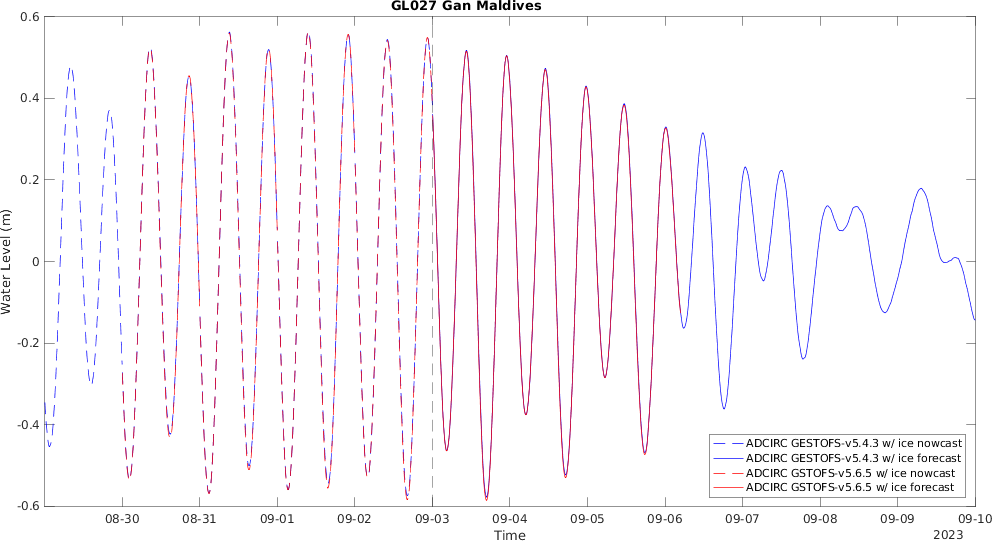 GL027 Gan Maldives
0.6
0.4
0.2
0
-0.2
-0.4
-0.6
Water Level (m)
ADCIRC GESTOFS-v5.4.3 w/ ice nowcast
ADCIRC GESTOFS-v5.4.3 w/ ice forecast
ADCIRC GSTOFS-v5.6.5 w/ ice nowcast
ADCIRC GSTOFS-v5.6.5 w/ ice forecast
08-30 08-31 09-01 09-02 09-03 09-04 09-05 09-06 09-07 09-08 09-09 09-10
Time
2023